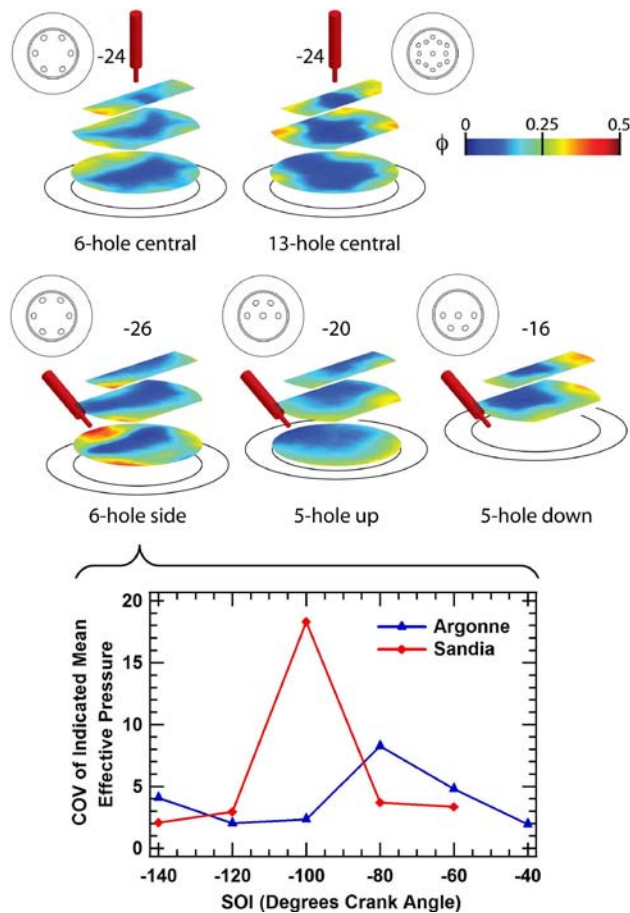 -24
-24
ϕ
0 0.25 0.5
6-hole central
13-hole central
-26
-20
-16
6-hole side
5-hole up
5-hole down
COV of Indicated Mean
Effective Pressure
20
15
10
5
0
Argonne
Sandia
-140 -120 -100 -80 -60 -40
SOI (Degrees Crank Angle)